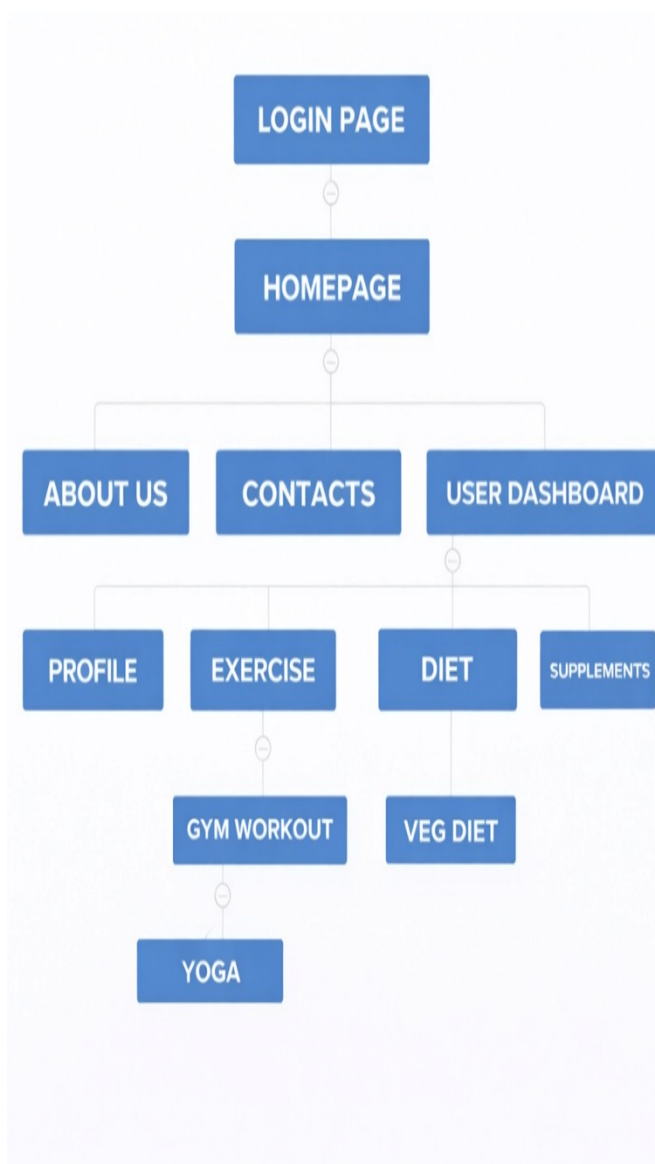 LOGIN PAGE
HOMEPAGE
ABOUT US
CONTACTS
USER DASHBOARD
PROFILE
EXERCISE
DIET
SUPPLEMENTS
GYM WORKOUT
VEG DIET
YOGA